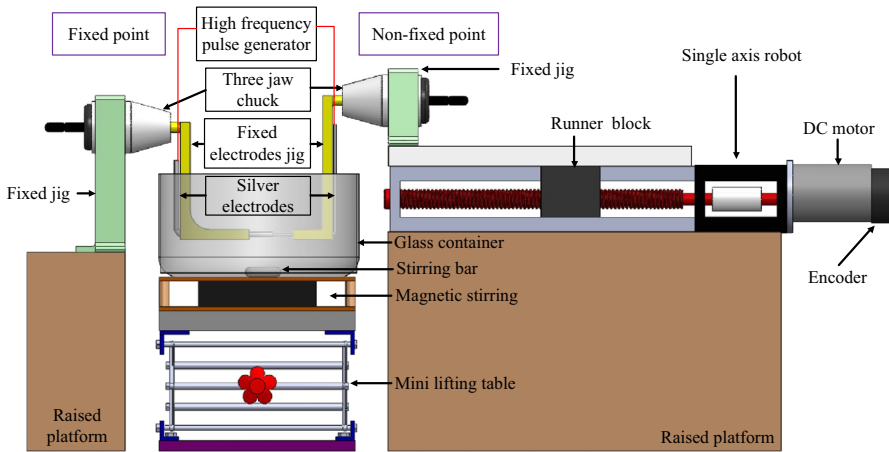 Fixed point
High frequency
pulse generator
Non-fixed point
Fixed jig
Single axis robot
Three jaw
chuck
Runner block
DC motor
Fixed
electrodes jig
Fixed jig
Silver
electrodes
Glass container
Stirring bar
Encoder
Magnetic stirring
Mini lifting table
Raised
platform
Raised platform